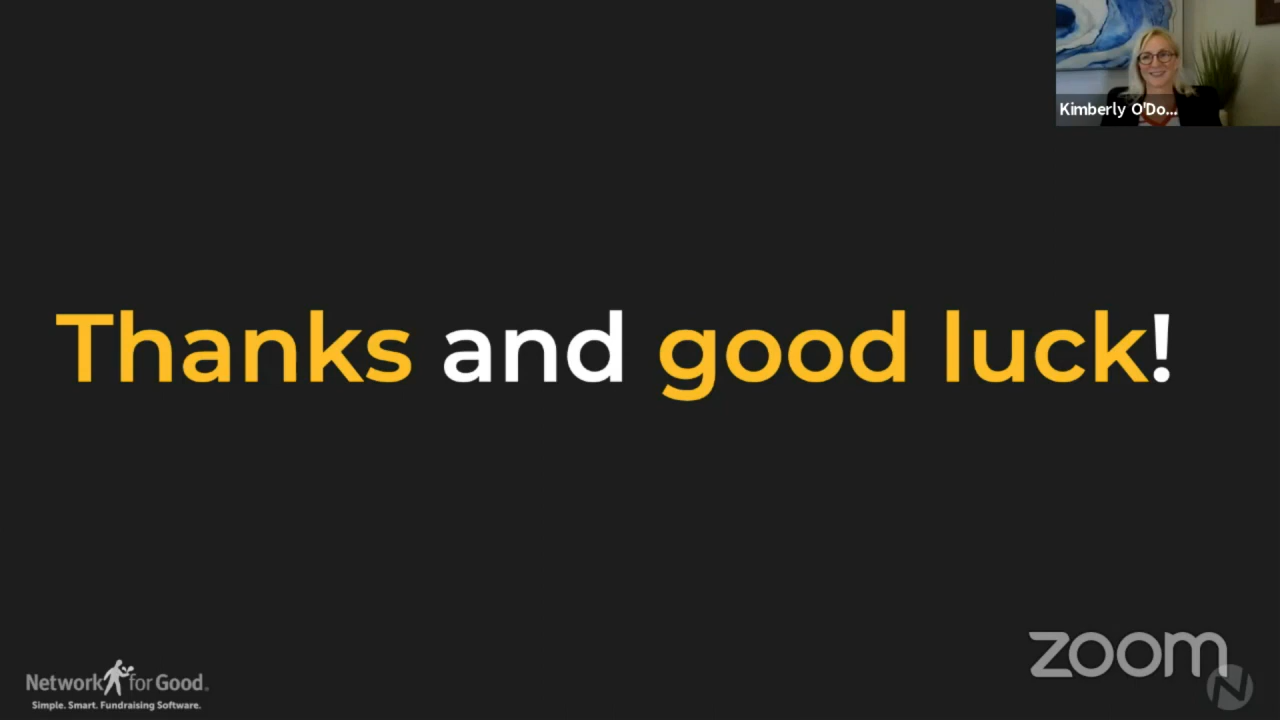 Kimberly O'Do...
Thanks and good luck!
zoom
Network for Good®
Simple. Smart. Fundraising Software.
N